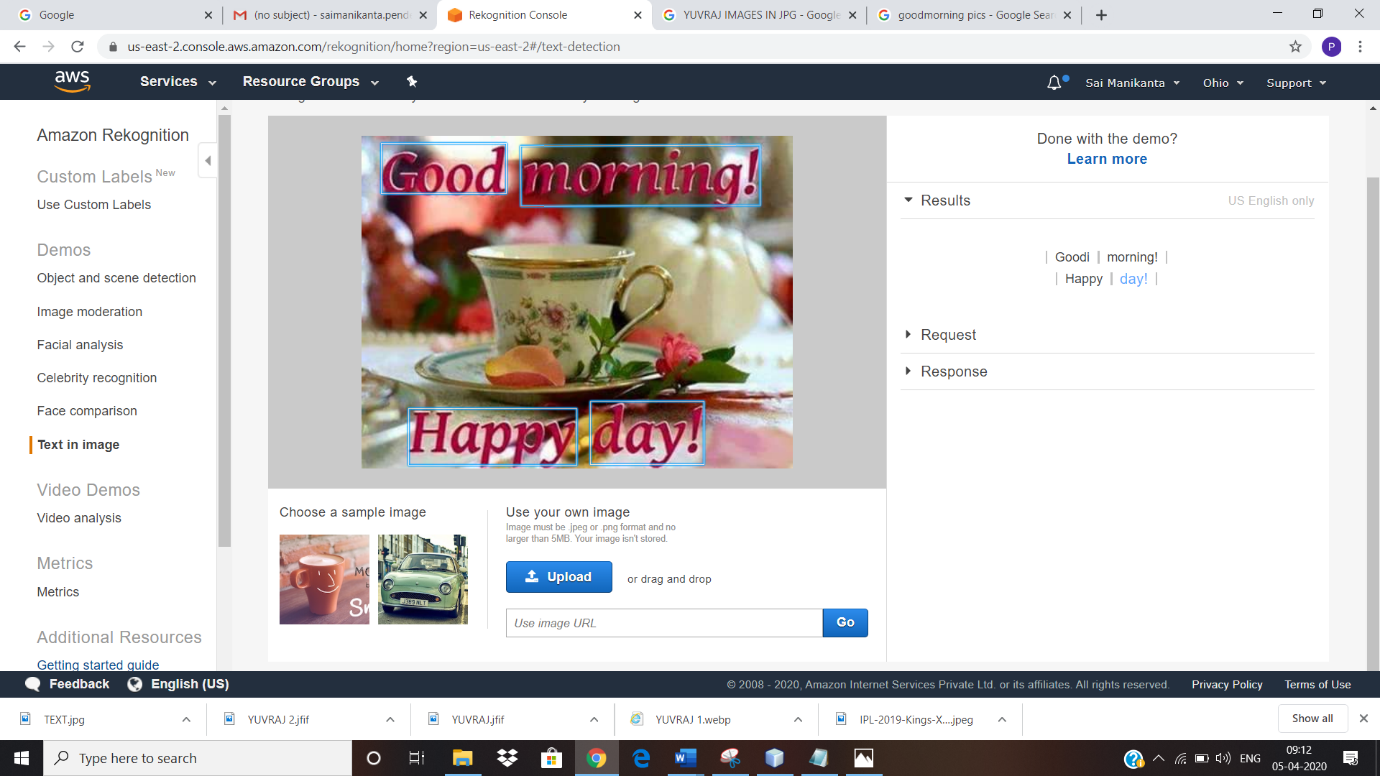 Google
(no subject) - saimanikanta.pend
Rekognition Console
YUVRAJ IMAGES IN JPG - Google
goodmorning pics - Google Sear
us-east-2.console.aws.amazon.com/rekognition/home?region=us-east-2#/text-detection
P
aws Services Resource Groups Sai Manikanta Ohio Support
Amazon Rekognition
Custom Labels New
Use Custom Labels
Demos
Object and scene detection
Image moderation
Facial analysis
Celebrity recognition
Face comparison
Text in image
Video Demos
Video analysis
Metrics
Metrics
Additional Resources
Getting started guide
Good morning!
Happy day!
Choose a sample image
Use your own image
Image must be .jpeg or .png format and no
larger than 5MB. Your image isn't stored.
Upload or drag and drop
Use image URL Go
Done with the demo?
Learn more
Results US English only
| Goodi || morning! |
| Happy || day! |
Request
Response
Feedback English (US) © 2008 - 2020, Amazon Internet Services Private Ltd. or its affiliates. All rights reserved. Privacy Policy Terms of Use
TEXT.jpg YUVRAJ 2.jfif YUVRAJ.jfif YUVRAJ 1.webp IPL-2019-Kings-X....jpeg Show all
Type here to search ENG
09:12
05-04-2020